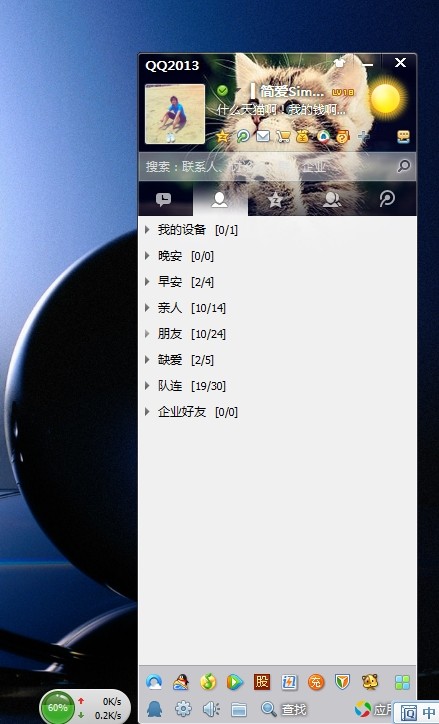 QQ2013
简爱Sim... LV18
什么天猫啊！我的钱啊...
搜索：联系人、企业
我的设备 [0/1]
晚安 [0/0]
早安 [2/4]
亲人 [10/14]
朋友 [10/24]
缺爱 [2/5]
队连 [19/30]
企业好友 [0/0]
股
充
查找
应用
中
60%
0K/s
0.2K/s